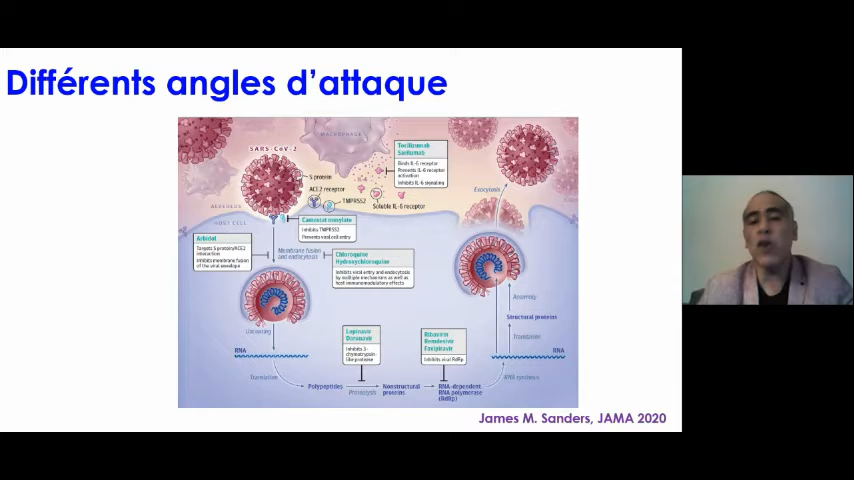 Différents angles d'attaque
MACROPHAGE
SARS-CoV-2
S protein
ACE2 receptor
TMPRSS2
IL-6
Soluble IL-6 receptor
Tocilizumab
Sarilumab
Binds IL-6 receptor
Prevents IL-6 receptor
activation
Inhibits IL-6 signaling
Exocytosis
ALVEOLUS
HOST CELL
Camostat mesylate
Inhibits TMPRSS2
Prevents viral cell entry
Arbidol
Targets S protein/ACE2
interaction
Inhibits membrane fusion
of the viral envelope
Membrane fusion
and endocytosis
Chloroquine
Hydroxychloroquine
Inhibits viral entry and endocytosis
by multiple mechanisms as well as
host immunomodulatory effects
Uncoating
RNA
Translation
Lopinavir
Darunavir
Inhibits 3-
chymotrypsin-
like protease
Ribavirin
Remdesivir
Favipiravir
Inhibits viral RdRp
Polypeptides
Proteolysis
Nonstructural
proteins
RNA-dependent
RNA polymerase
(RdRp)
RNA synthesis
RNA
Translation
Structural proteins
Assembly
James M. Sanders, JAMA 2020